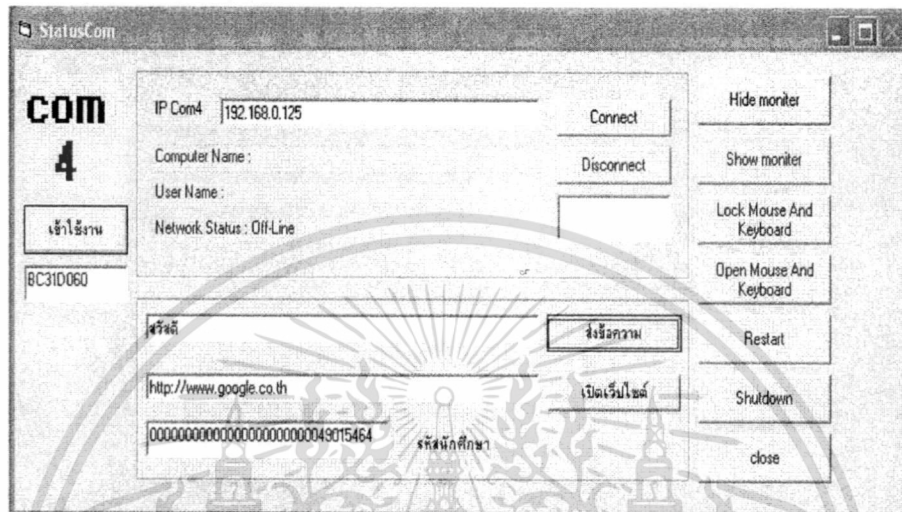 StatusCom
com
4
เข้าใช้งาน
BC31D060
IP Com4 192.168.0.125
Connect
Computer Name :
Disconnect
User Name :
Network Status : Off-Line
สวัสดี
ส่งข้อความ
http://www.google.co.th
เปิดเว็บไซต์
รหัสนักศึกษา
Hide moniter
Show moniter
Lock Mouse And
Keyboard
Open Mouse And
Keyboard
Restart
Shutdown
close